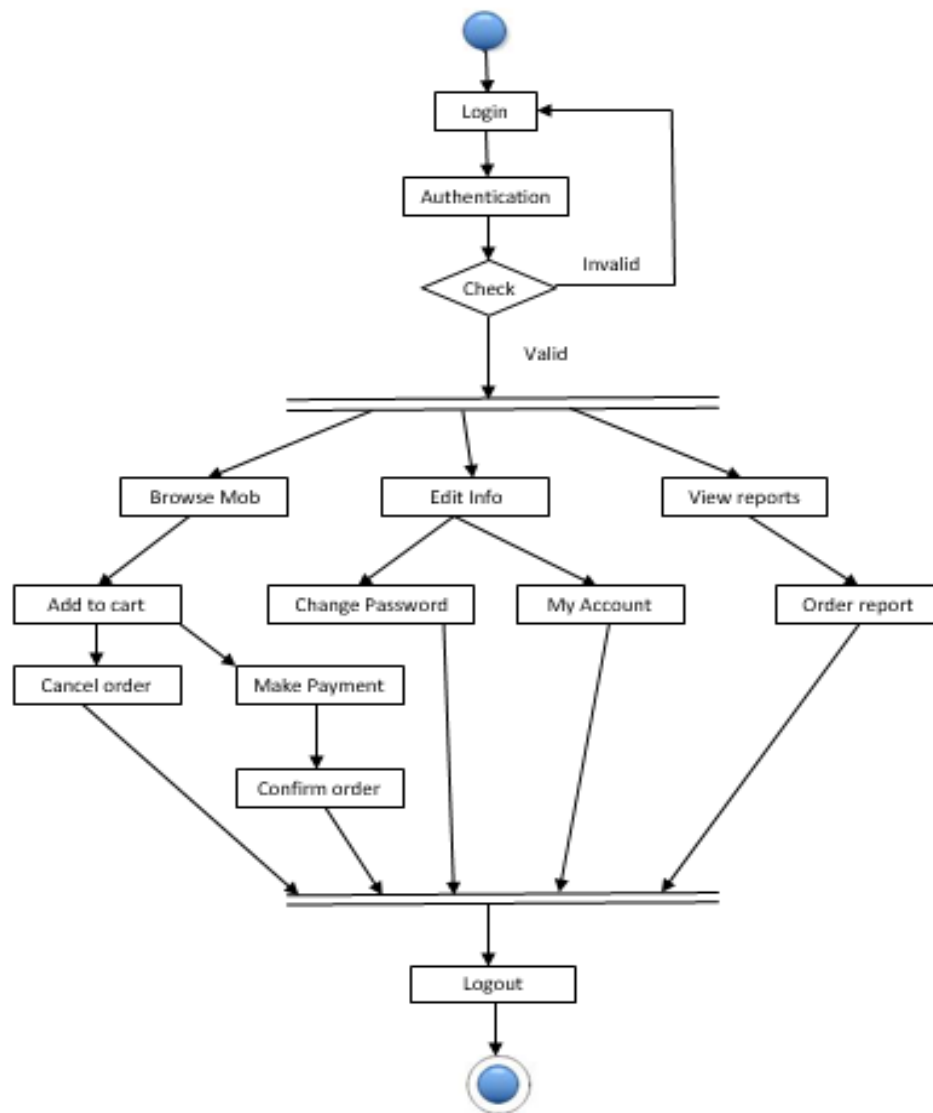 Login
Authentication
Check
Invalid
Valid
Browse Mob
Edit Info
View reports
Add to cart
Change Password
My Account
Order report
Cancel order
Make Payment
Confirm order
Logout